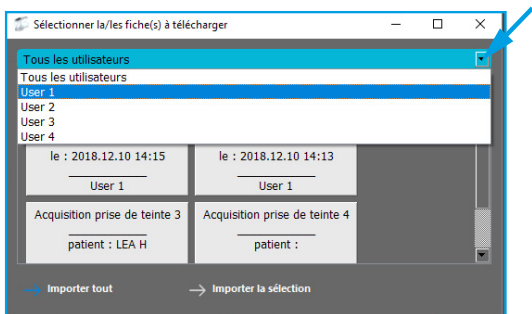 Sélectionner la/les fiche(s) à télécharger
Tous les utilisateurs
Tous les utilisateurs
User 1
User 2
User 3
User 4
le : 2018.12.10 14:15
User 1
le : 2018.12.10 14:13
User 1
Acquisition prise de teinte 3
patient : LEA H
Acquisition prise de teinte 4
patient :
Importer tout
Importer la sélection